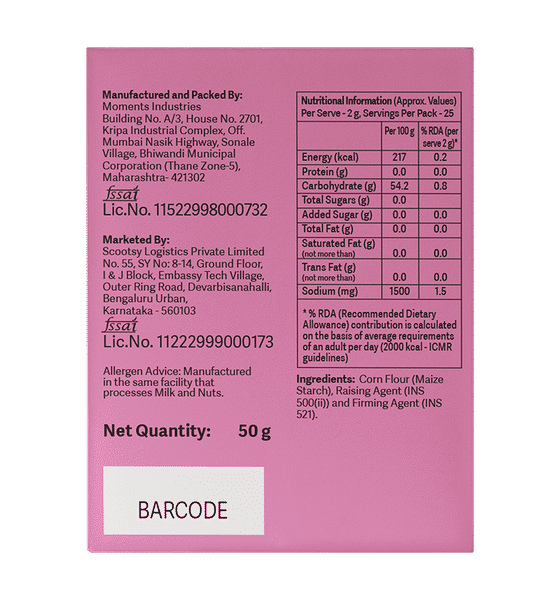 Manufactured and Packed By:
Moments Industries
Building No. A/3, House No. 2701,
Kripa Industrial Complex, Off.
Mumbai Nasik Highway, Sonale
Village, Bhiwandi Municipal
Corporation (Thane Zone-5),
Maharashtra- 421302
fssai
Lic.No. 11522998000732
Marketed By:
Scootsy Logistics Private Limited
No. 55, SY No: 8-14, Ground Floor,
I & J Block, Embassy Tech Village,
Outer Ring Road, Devarbisanahalli,
Bengaluru Urban,
Karnataka - 560103
fssai
Lic.No. 11222999000173
Allergen Advice: Manufactured
in the same facility that
processes Milk and Nuts.
Net Quantity: 50 g
BARCODE
Nutritional Information (Approx. Values)
Per Serve - 2 g, Servings Per Pack - 25
Per 100 g % RDA (per
serve 2 g)*
Energy (kcal) 217 0.2
Protein (g) 0.0 0.0
Carbohydrate (g) 54.2 0.8
Total Sugars (g) 0.0
Added Sugar (g) 0.0 0.0
Total Fat (g) 0.0 0.0
Saturated Fat (g)
(not more than) 0.0 0.0
Trans Fat (g)
(not more than) 0.0 0.0
Sodium (mg) 1500 1.5
* % RDA (Recommended Dietary
Allowance) contribution is calculated
on the basis of average requirements
of an adult per day (2000 kcal - ICMR
guidelines)
Ingredients: Corn Flour (Maize
Starch), Raising Agent (INS
500(ii)) and Firming Agent (INS
521).